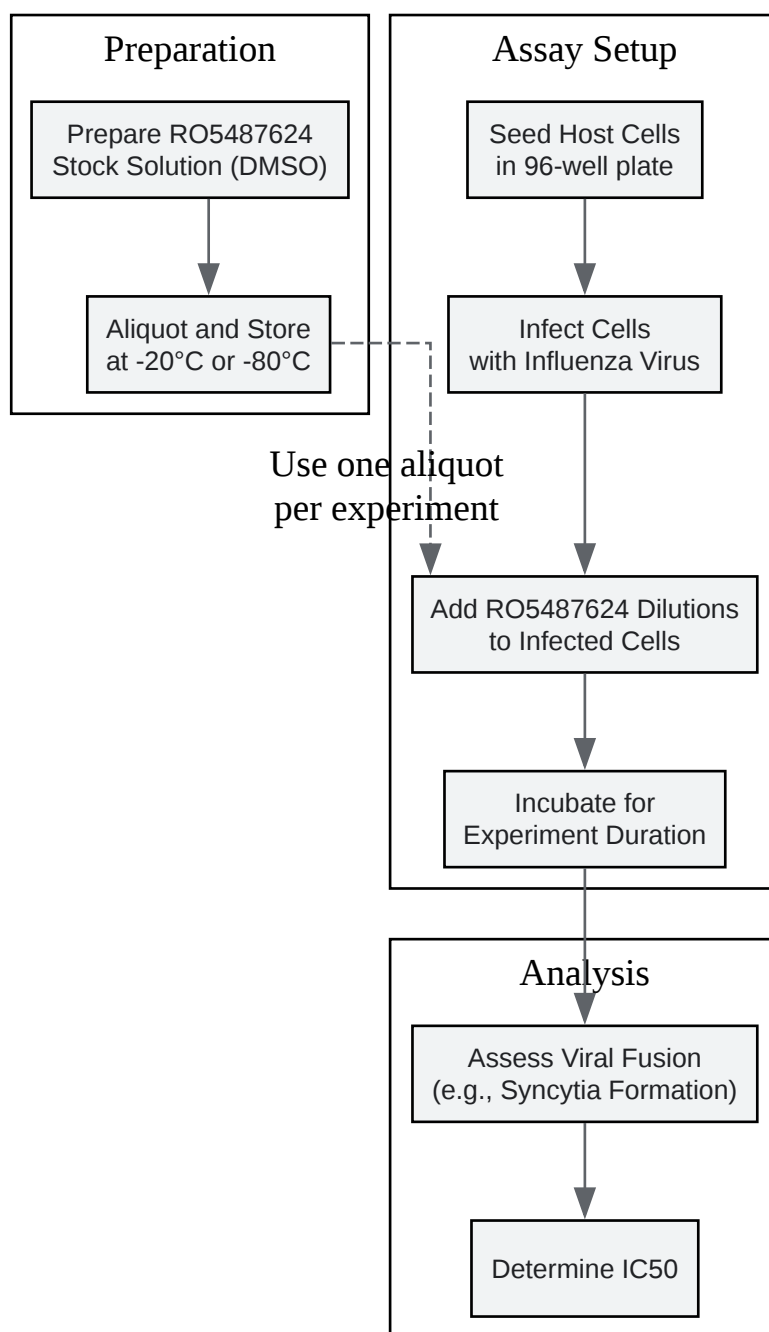 Preparation
Prepare RO5487624
Stock Solution (DMSO)
Aliquot and Store
at -20°C or -80°C
Use one aliquot
per experiment
Assay Setup
Seed Host Cells
in 96-well plate
Infect Cells
with Influenza Virus
Add RO5487624 Dilutions
to Infected Cells
Incubate for
Experiment Duration
Analysis
Assess Viral Fusion
(e.g., Syncytia Formation)
Determine IC50